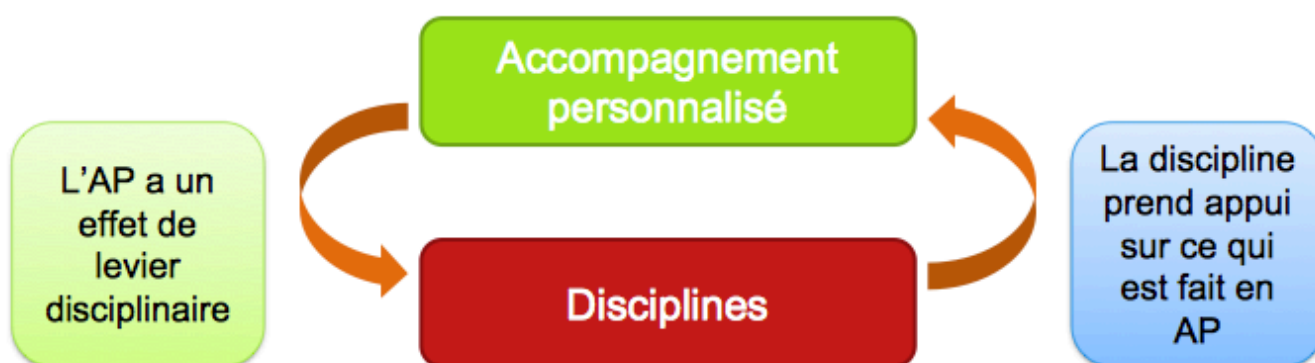 Accompagnement
personnalisé
L'AP a un
effet de
levier
disciplinaire
La discipline
prend appui
sur ce qui
est fait en
AP
Disciplines